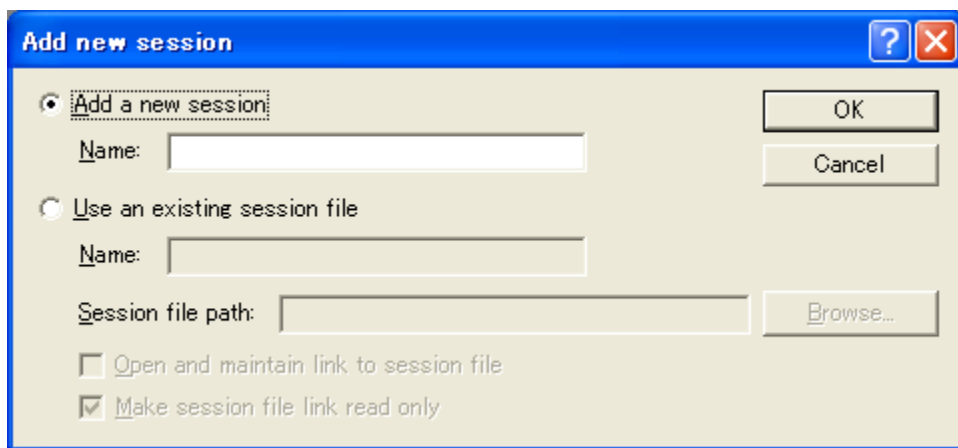 Add new session
Add a new session
OK
Name:
Cancel
Use an existing session file
Name:
Session file path:
Browse...
Open and maintain link to session file
Make session file link read only